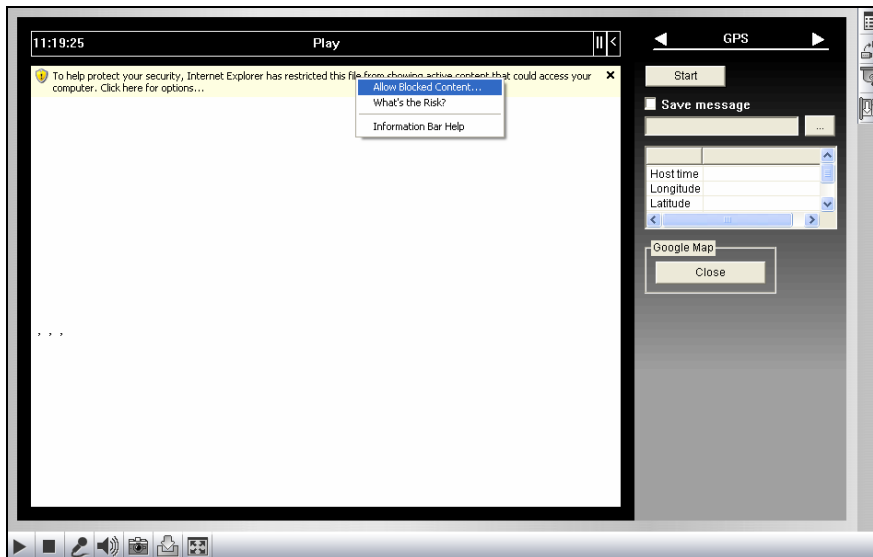 11:19:25 Play GPS
To help protect your security, Internet Explorer has restricted this file from showing active content that could access your
computer. Click here for options...
Allow Blocked Content...
What's the Risk?
Information Bar Help
Start
Save message
...
Host time
Longitude
Latitude
Google Map
Close
, , ,